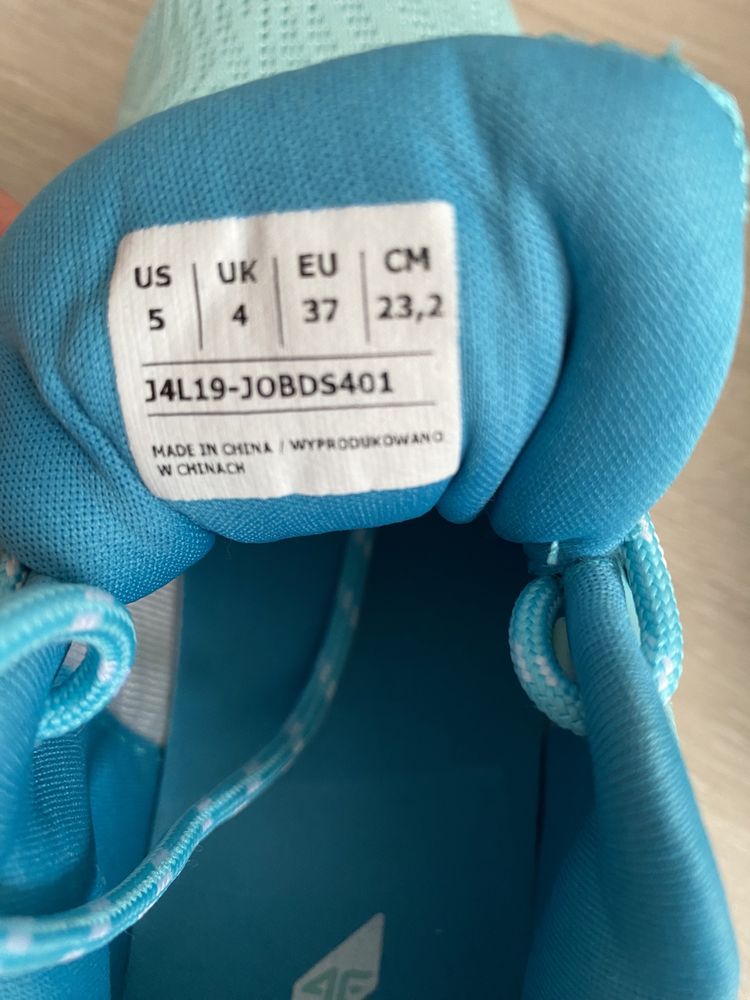 US | UK | EU | CM
5 | 4 | 37 | 23,2
J4L19-JOBDS401
MADE IN CHINA / WYPRODUKOWANO
W CHINACH
4F